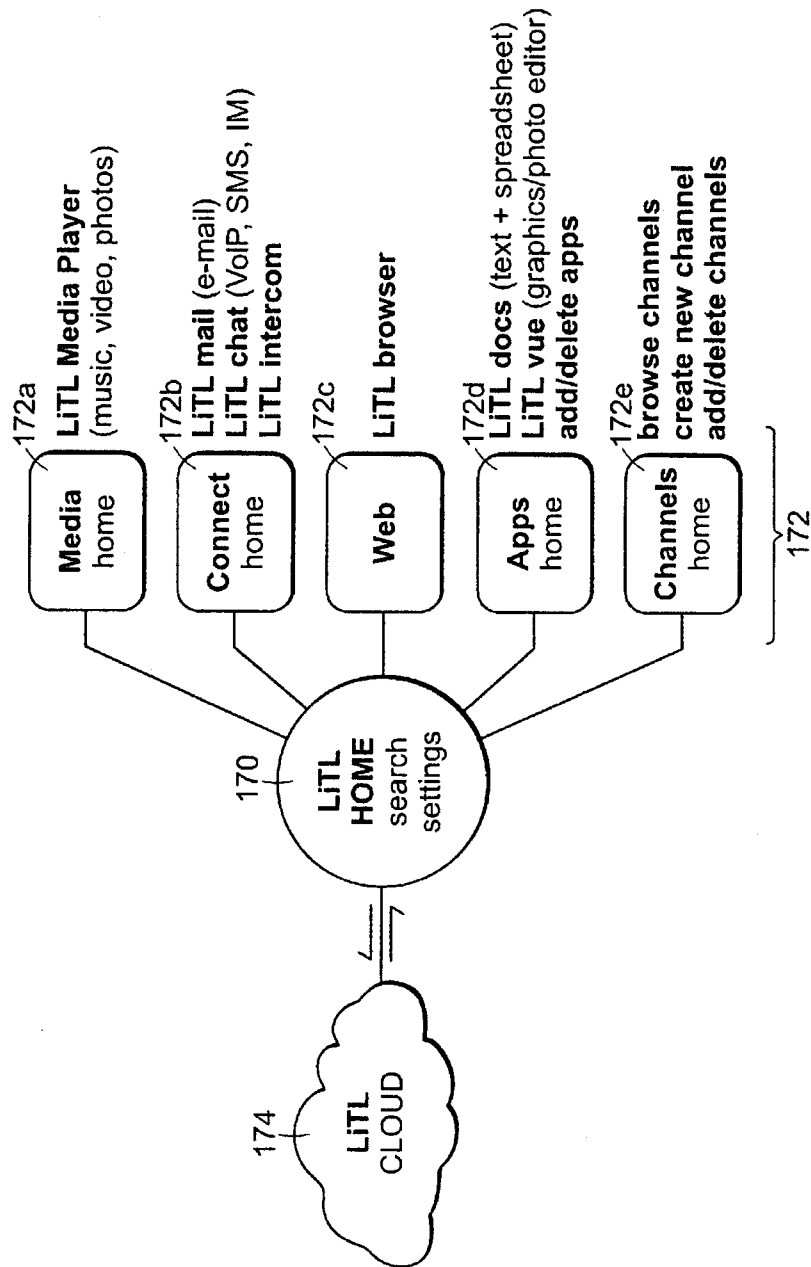 174
LiTL
CLOUD
170
LiTL
HOME
search
settings
172a
Media
home
LiTL Media Player
(music, video, photos)
172b
Connect
home
LiTL mail (e-mail)
LiTL chat (VoIP, SMS, IM)
LiTL intercom
172c
Web
LiTL browser
172d
Apps
home
LiTL docs (text + spreadsheet)
LiTL vue (graphics/photo editor)
add/delete apps
172e
Channels
home
browse channels
create new channel
add/delete channels
172